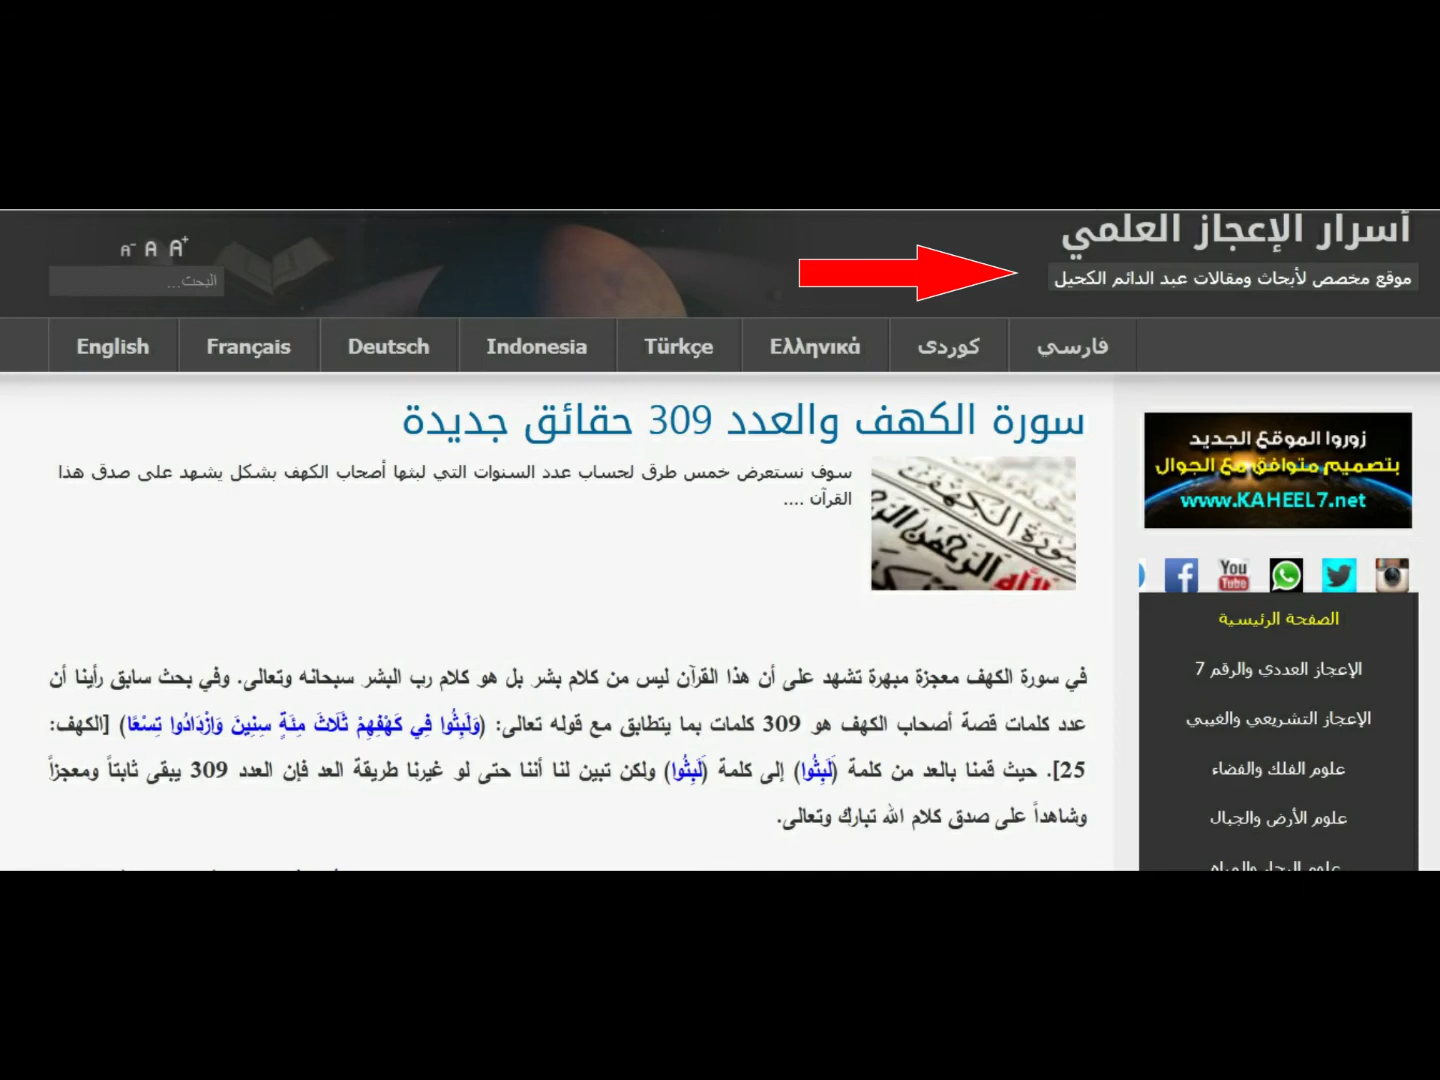 أسرار الإعجاز العلمي
موقع مخصص لأبحاث ومقالات عبد الدائم الكحيل
A- A A+
البحث...
English Français Deutsch Indonesia Türkçe Ελληνικά كوردى فارسي
سورة الكهف والعدد 309 حقائق جديدة
سوف نستعرض خمس طرق لحساب عدد السنوات التي لبثها أصحاب الكهف بشكل يشهد على صدق هذا
القرآن ....
في سورة الكهف معجزة مبهرة تشهد على أن هذا القرآن ليس من كلام بشر بل هو كلام رب البشر سبحانه وتعالى. وفي بحث سابق رأينا أن
عدد كلمات قصة أصحاب الكهف هو 309 كلمات بما يتطابق مع قوله تعالى: (وَلَبِثُوا فِي كَهْفِهِمْ ثَلَاثَ مِئَةٍ سِنِينَ وَازْدَادُوا تِسْعًا) [الكهف:
25]. حيث قمنا بالعد من كلمة (لَبِثُوا) إلى كلمة (لَبِثُوا) ولكن تبين لنا أننا حتى لو غيرنا طريقة العد فإن العدد 309 يبقى ثابتاً ومعجزاً
وشاهداً على صدق كلام الله تبارك وتعالى.
زوروا الموقع الجديد
بتصميم متوافق مع الجوال
www.KAHEEL7.net
You
Tube
الصفحة الرئيسية
الإعجاز العددي والرقم 7
الإعجاز التشريعي والغيبي
علوم الفلك والفضاء
علوم الأرض والجبال
علوم البحار والمياه